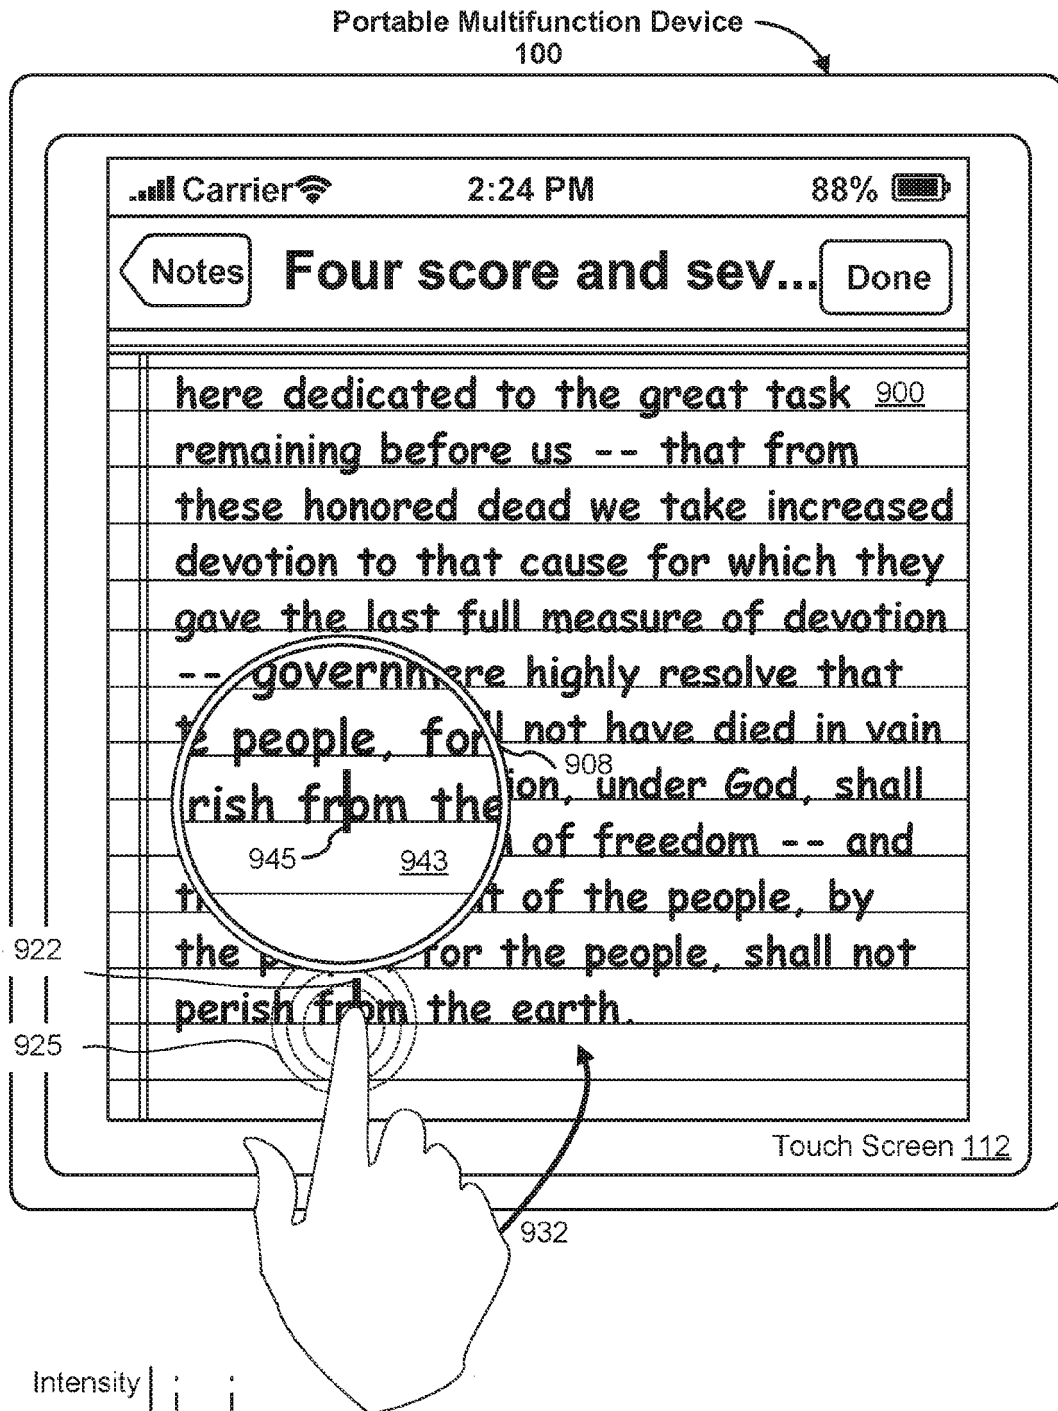 Portable Multifunction Device
100
Carrier 2:24 PM 88%
Notes Four score and sev... Done
here dedicated to the great task 900
remaining before us -- that from
these honored dead we take increased
devotion to that cause for which they
gave the last full measure of devotion
-- governmere highly resolve that
te people, for ll not have died in vain
908
rish from the ion, under God, shall
945 943 n of freedom -- and
th t of the people, by
922
the p for the people, shall not
perish from the earth.
925
Touch Screen 112
932
Intensity